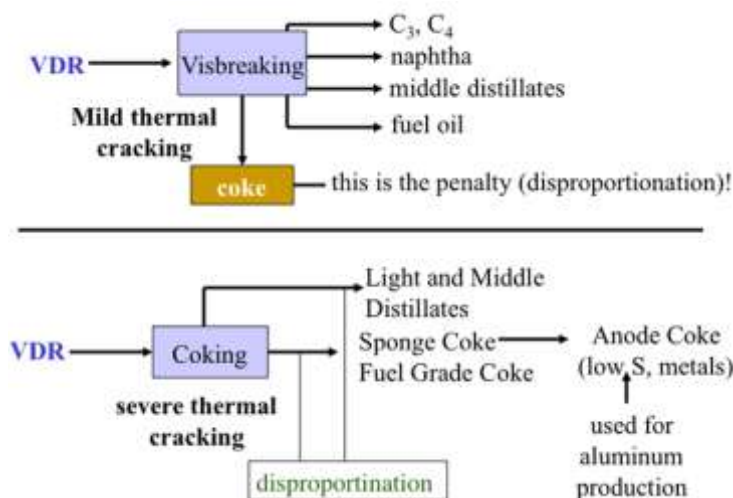 C3, C4
VDR
Visbreaking
naphtha
middle distillates
fuel oil
Mild thermal
cracking
coke
this is the penalty (disproportionation)!
Light and Middle
Distillates
VDR
Coking
Sponge Coke
Fuel Grade Coke
Anode Coke
(low S, metals)
severe thermal
cracking
used for
aluminum
production
disproportination